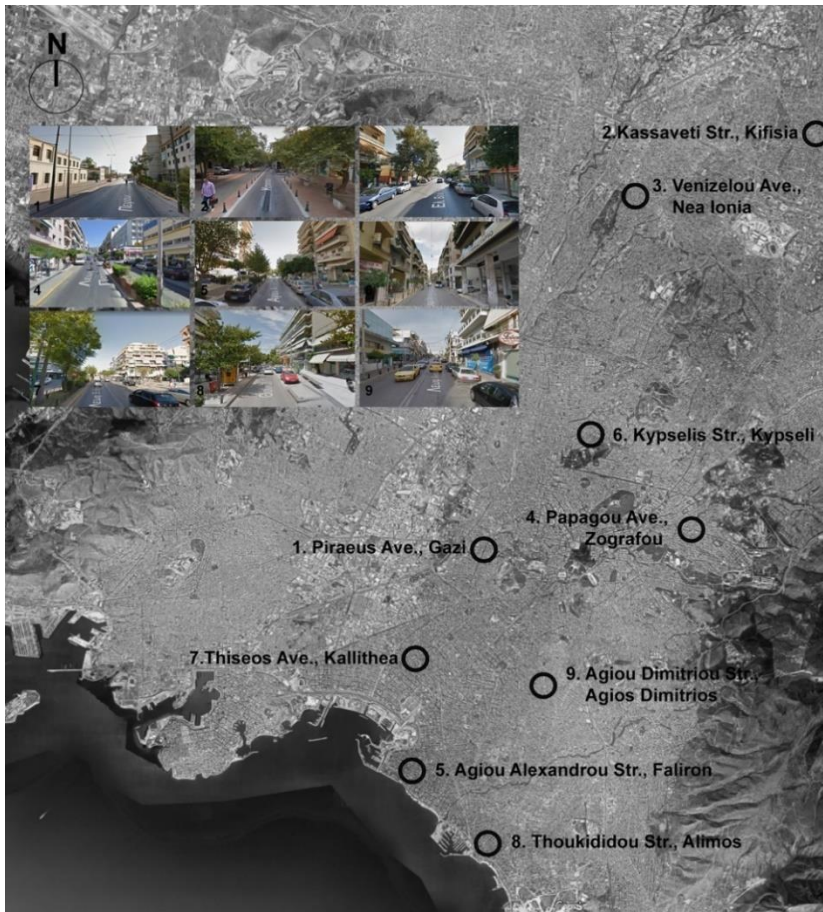 N
2.Kassaveti Str., Kifisia
3. Venizelou Ave.,
Nea Ionia
4
5
8
9
6. Kypselis Str., Kypseli
4. Papagou Ave.,
Zografou
1. Piraeus Ave., Gazi
7.Thiseos Ave., Kallithea
9. Agiou Dimitriou Str.,
Agios Dimitrios
5. Agiou Alexandrou Str., Faliron
8. Thoukididou Str., Alimos